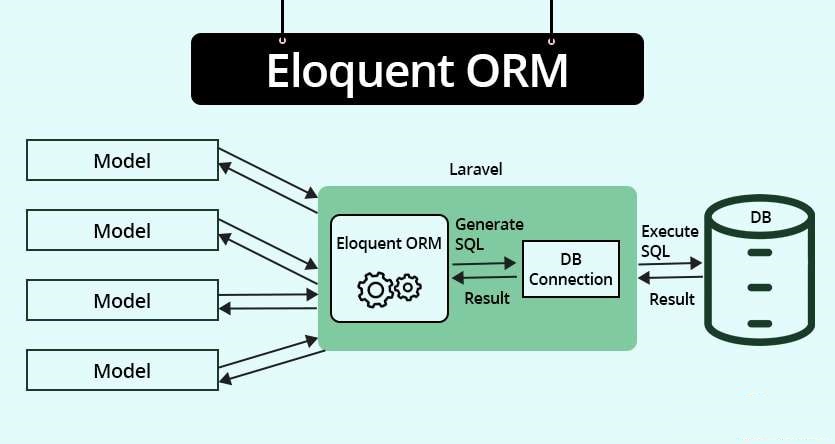 Eloquent ORM
Model
Model
Model
Model
Laravel
Eloquent ORM
Generate
SQL
Result
DB
Connection
Execute
SQL
Result
DB